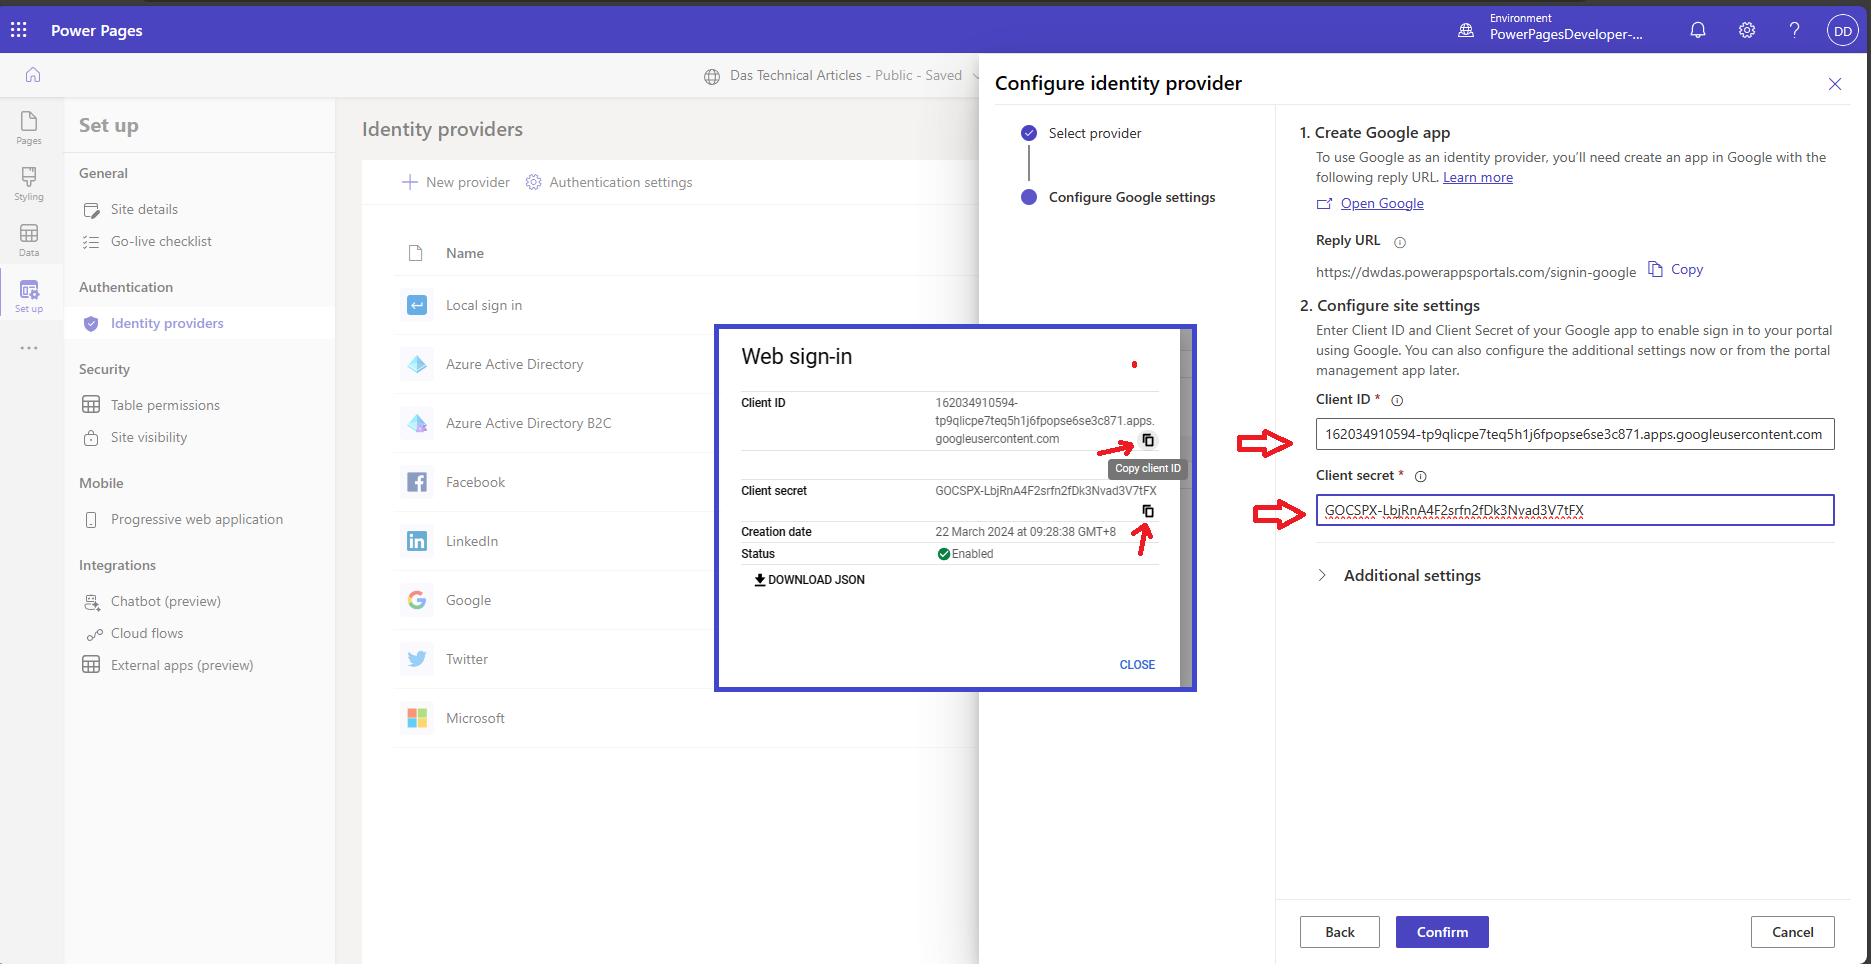 Power Pages
Environment
PowerPagesDeveloper-...
DD
Das Technical Articles - Public - Saved
Pages
Styling
Data
Set up
Set up
General
Site details
Go-live checklist
Authentication
Identity providers
Security
Table permissions
Site visibility
Mobile
Progressive web application
Integrations
Chatbot (preview)
Cloud flows
External apps (preview)
Identity providers
New provider
Authentication settings
Name
Local sign in
Azure Active Directory
Azure Active Directory B2C
Facebook
LinkedIn
Google
Twitter
Microsoft
Web sign-in
Client ID
162034910594-
tp9qlicpe7teq5h1j6fpopse6se3c871.apps.
googleusercontent.com
Copy client ID
Client secret
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
Creation date
22 March 2024 at 09:28:38 GMT+8
Status
Enabled
DOWNLOAD JSON
CLOSE
Configure identity provider
Select provider
Configure Google settings
1. Create Google app
To use Google as an identity provider, you'll need create an app in Google with the
following reply URL. Learn more
Open Google
Reply URL
https://dwdas.powerappsportals.com/signin-google
Copy
2. Configure site settings
Enter Client ID and Client Secret of your Google app to enable sign in to your portal
using Google. You can also configure the additional settings now or from the portal
management app later.
Client ID *
162034910594-tp9qlicpe7teq5h1j6fpopse6se3c871.apps.googleusercontent.com
Client secret *
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
Additional settings
Back
Confirm
Cancel